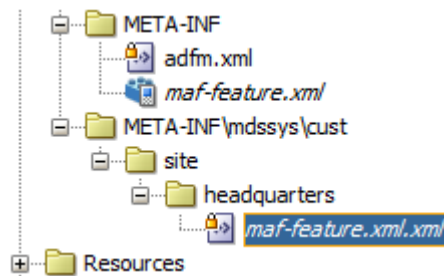 META-INF
adfm.xml
maf-feature.xml
META-INF\mdssys\cust
site
headquarters
maf-feature.xml.xml
Resources